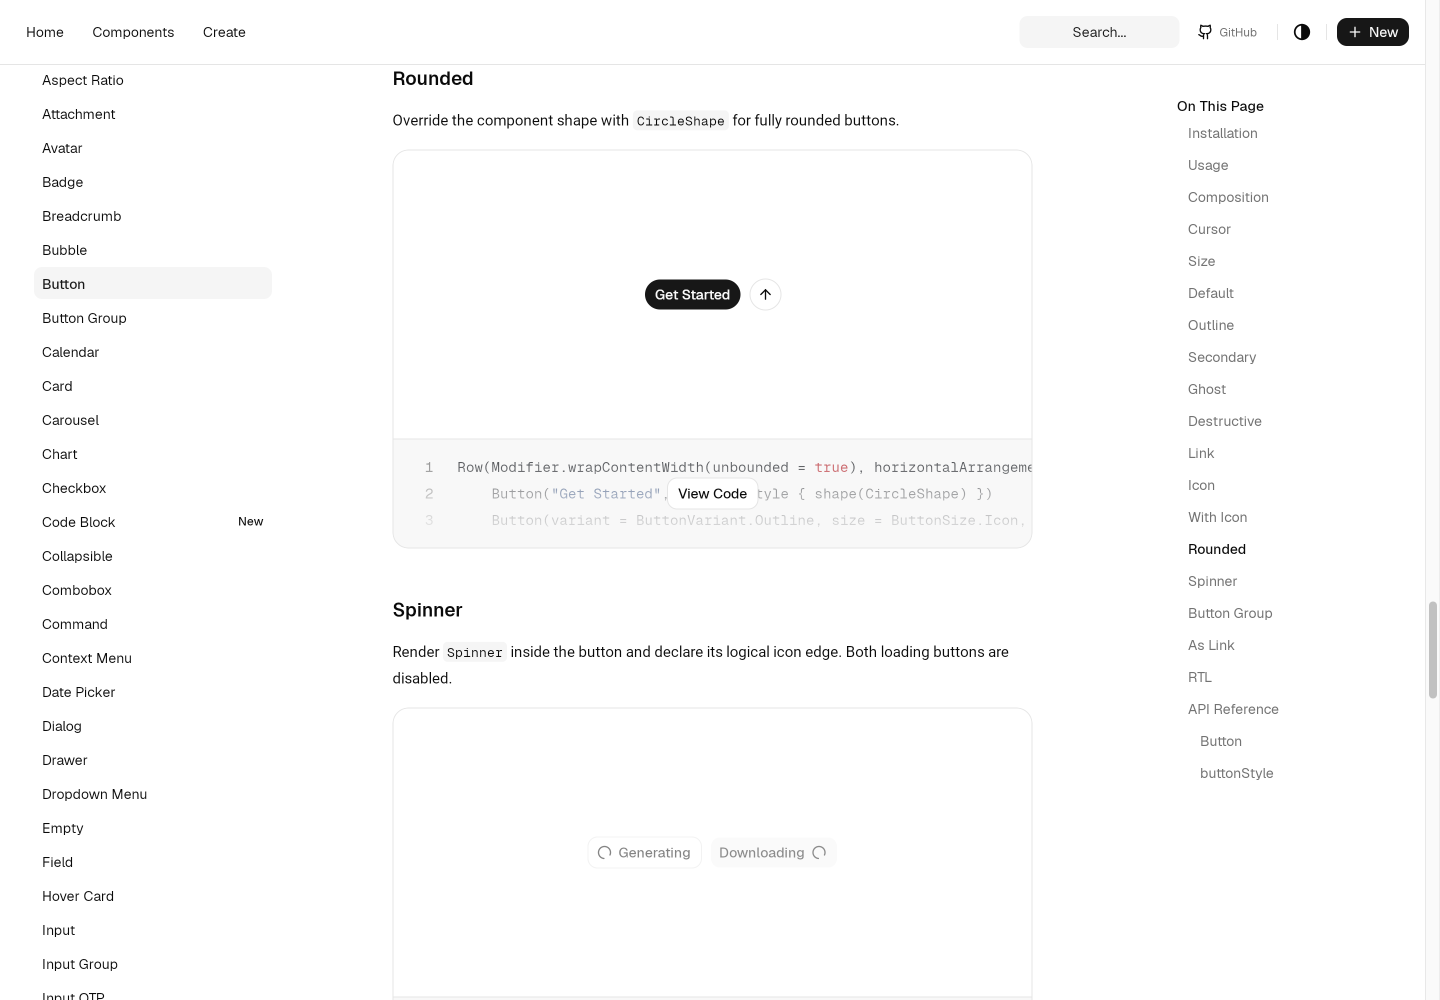 Home
Components
Create
Search...
GitHub
New
Aspect Ratio
Attachment
Avatar
Badge
Breadcrumb
Bubble
Button
Button Group
Calendar
Card
Carousel
Chart
Checkbox
Code Block
New
Collapsible
Combobox
Command
Context Menu
Date Picker
Dialog
Drawer
Dropdown Menu
Empty
Field
Hover Card
Input
Input Group
Input OTP
Rounded
Override the component shape with CircleShape for fully rounded buttons.
Get Started
1 Row(Modifier.wrapContentWidth(unbounded = true), horizontalArrangeme
2 Button("Get Started", tyle { shape(CircleShape) })
View Code
3 Button(variant = ButtonVariant.Outline, size = ButtonSize.Icon,
Spinner
Render Spinner inside the button and declare its logical icon edge. Both loading buttons are
disabled.
Generating
Downloading
On This Page
Installation
Usage
Composition
Cursor
Size
Default
Outline
Secondary
Ghost
Destructive
Link
Icon
With Icon
Rounded
Spinner
Button Group
As Link
RTL
API Reference
Button
buttonStyle